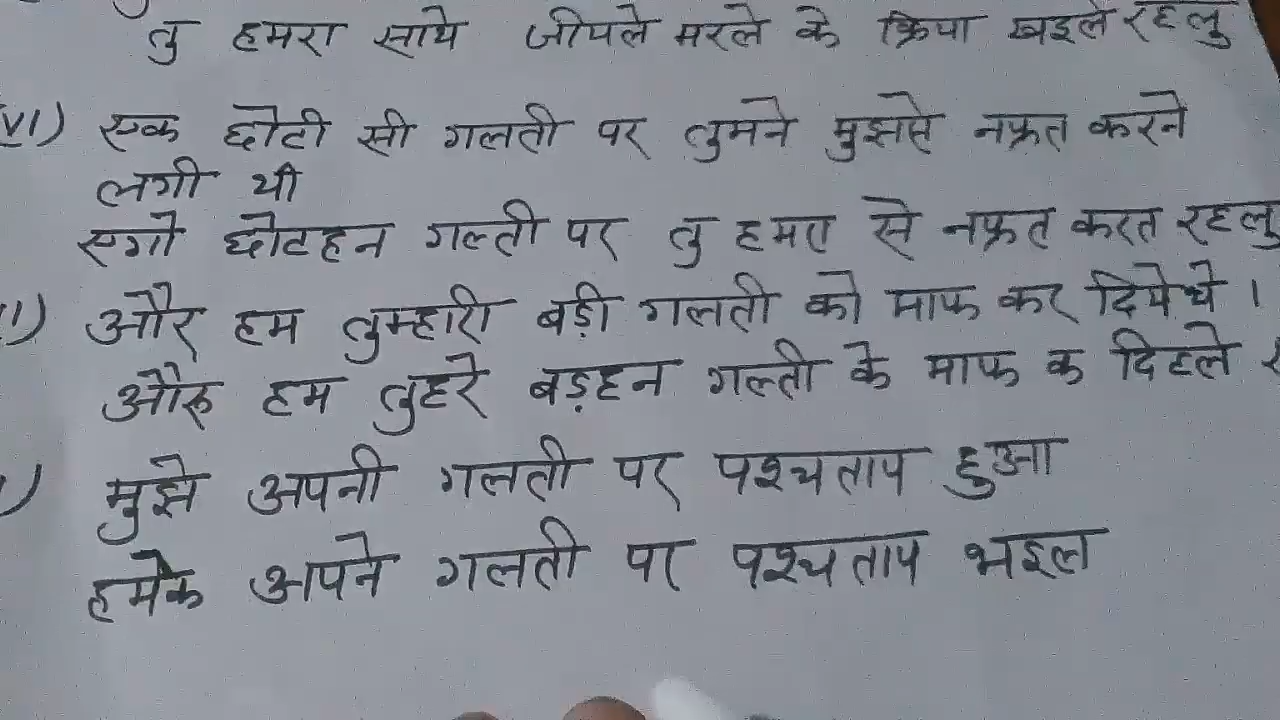 तु हमरा साथे जीयले मरले के क्रिया खइले रहलु
VI) एक छोटी सी गलती पर तुमने मुझसे नफ्रत करने
लगी थी
एगो छोटहन गल्ती पर तु हमरा से नफ्रत करत रहलु
और हम तुम्हारी बड़ी गलती को माफ कर दिये थे ।
औरू हम तुहरे बड़हन गल्ती के माफ क दिहले
मुझे अपनी गलती पर पश्चताप हुआ
हमके अपने गलती पर पश्चताप भइल